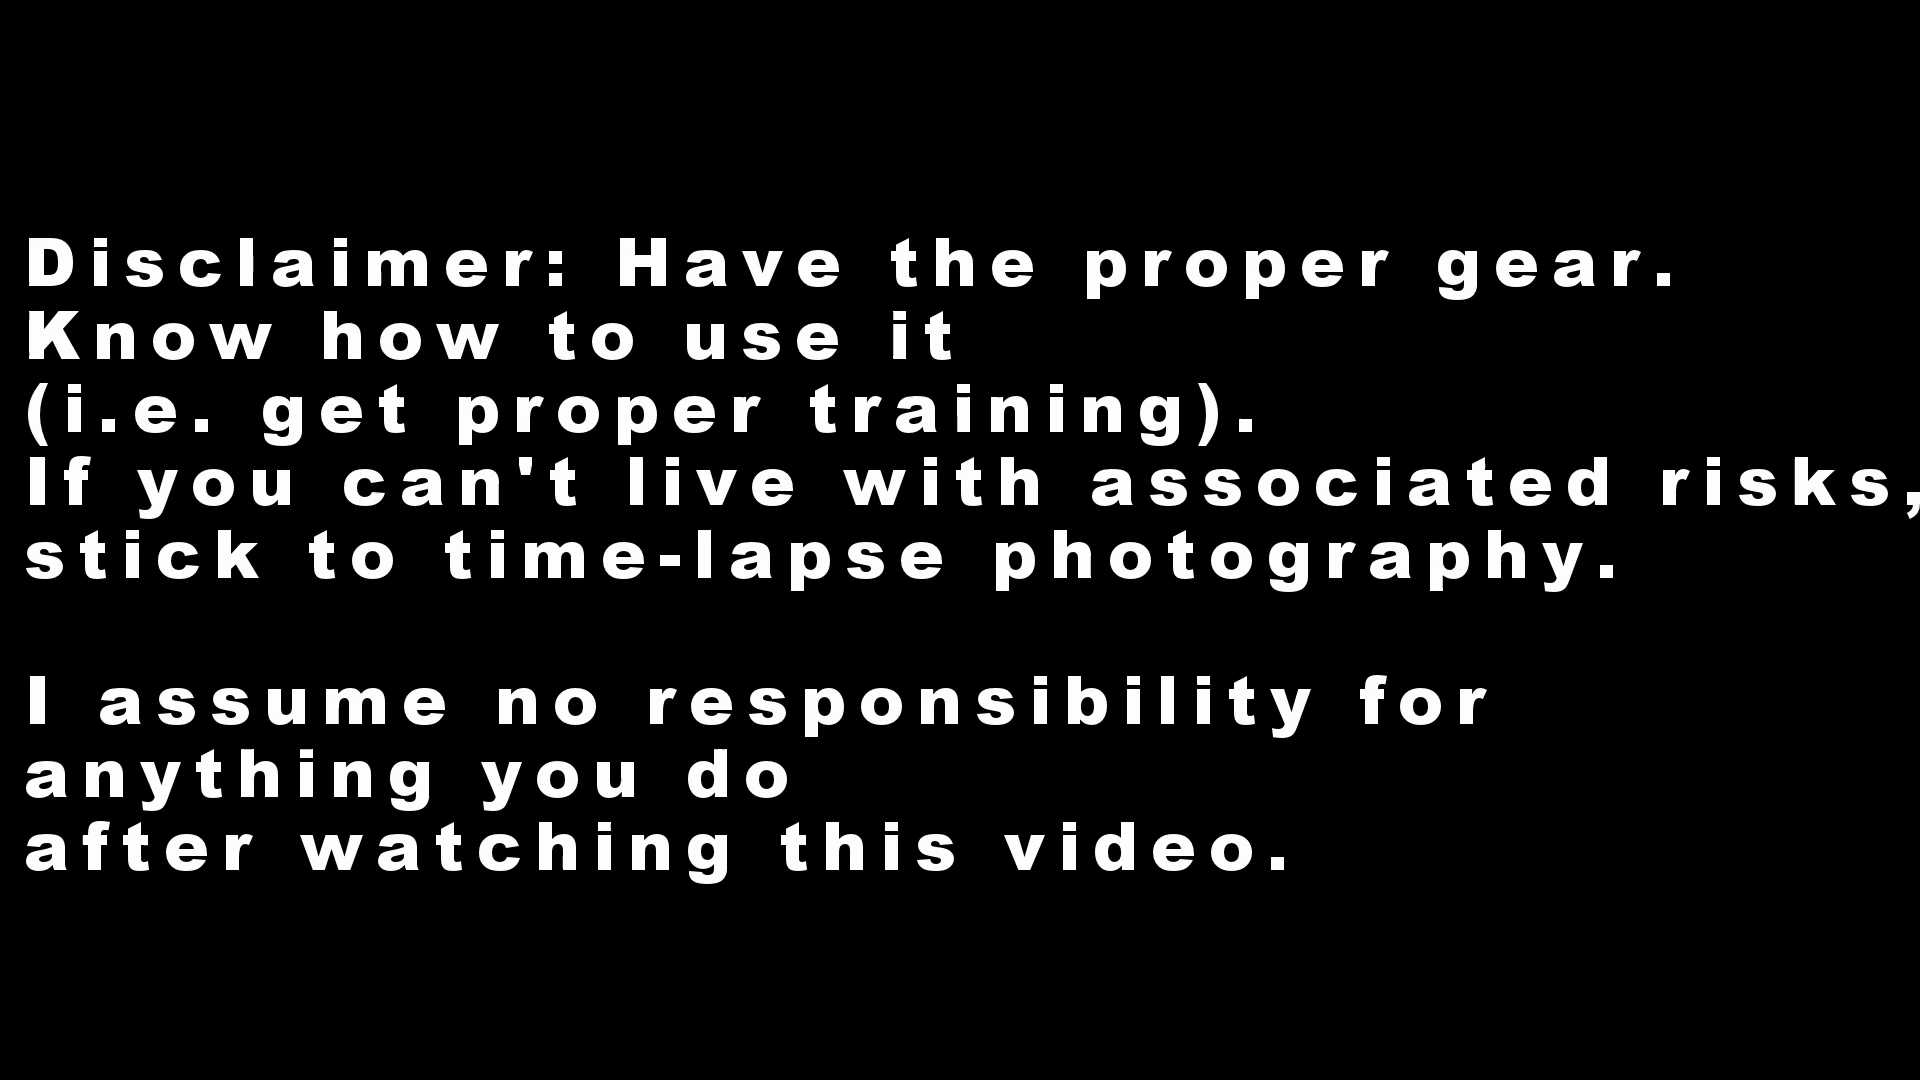 Disclaimer: Have the proper gear.
Know how to use it
(i.e. get proper training).
If you can't live with associated risks,
stick to time-lapse photography.
I assume no responsibility for
anything you do
after watching this video.